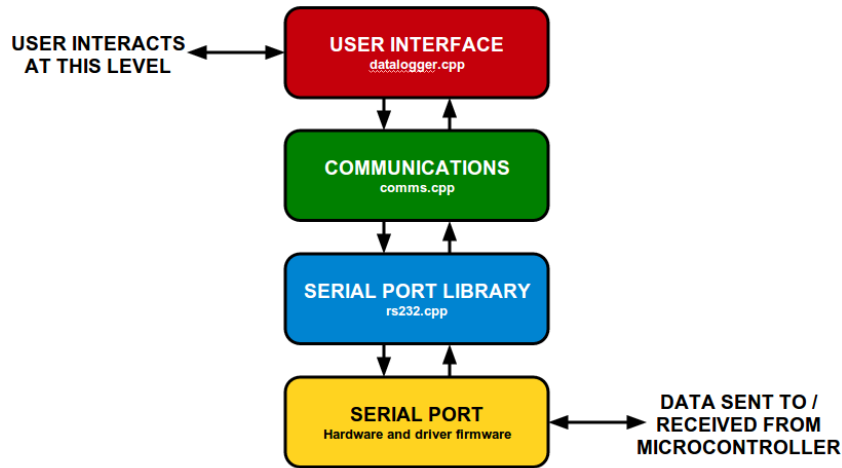 USER INTERACTS
AT THIS LEVEL
USER INTERFACE
datalogger.cpp
COMMUNICATIONS
comms.cpp
SERIAL PORT LIBRARY
rs232.cpp
SERIAL PORT
Hardware and driver firmware
DATA SENT TO /
RECEIVED FROM
MICROCONTROLLER